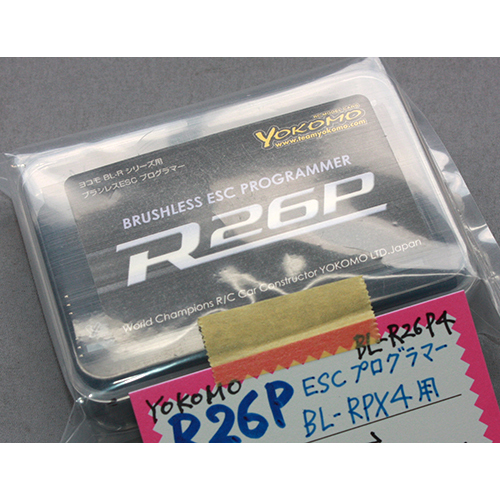 YOKOMO
www.teamyokomo.com
ヨコモ BL-R シリーズ用
ブラシレスESC プログラマー
BRUSHLESS ESC PROGRAMMER
R26P
World Champions R/C Car Constructor YOKOMO LTD.Japan
BL-R26P4
YOKOMO
R26P
ESCプログラマー
BL-RPX4用